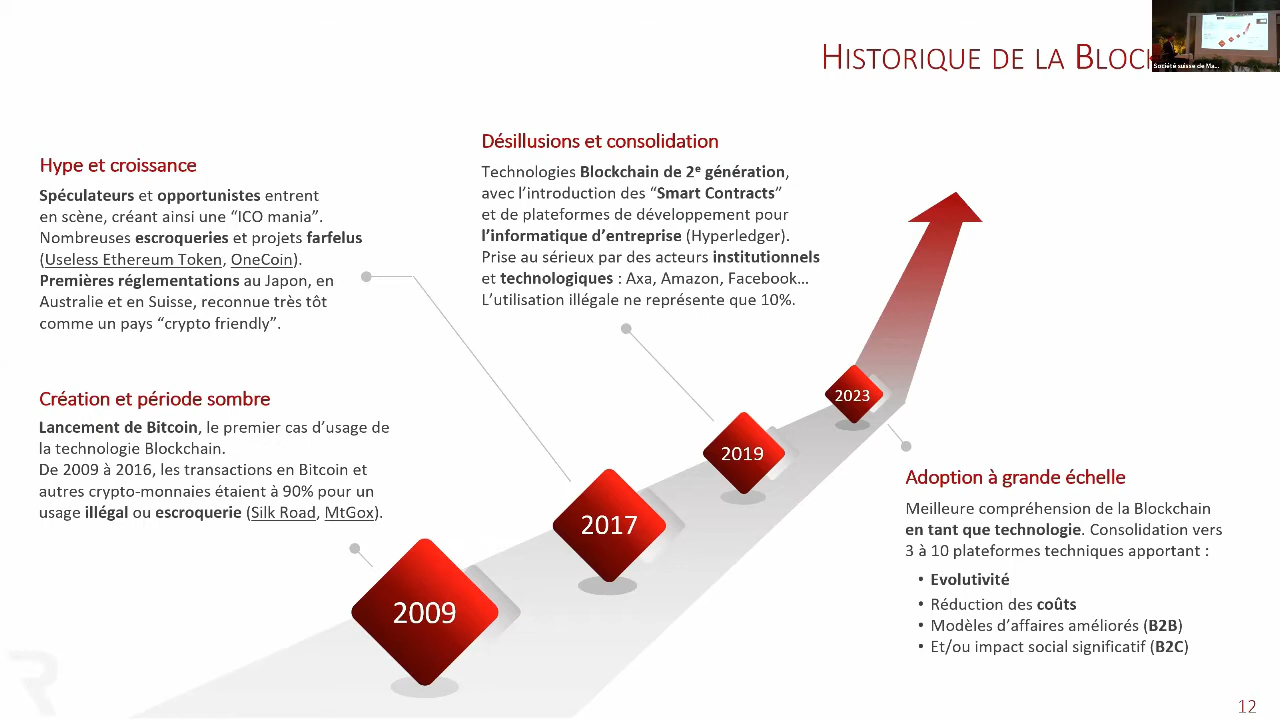 HISTORIQUE DE LA BLOCK
Société suisse de Ma...
Hype et croissance
Spéculateurs et opportunistes entrent
en scène, créant ainsi une “ICO mania”.
Nombreuses escroqueries et projets farfelus
(Useless Ethereum Token, OneCoin).
Premières réglementations au Japon, en
Australie et en Suisse, reconnue très tôt
comme un pays “crypto friendly”.
Désillusions et consolidation
Technologies Blockchain de 2e génération,
avec l’introduction des “Smart Contracts”
et de plateformes de développement pour
l’informatique d’entreprise (Hyperledger).
Prise au sérieux par des acteurs institutionnels
et technologiques : Axa, Amazon, Facebook...
L’utilisation illégale ne représente que 10%.
Création et période sombre
Lancement de Bitcoin, le premier cas d’usage de
la technologie Blockchain.
De 2009 à 2016, les transactions en Bitcoin et
autres crypto-monnaies étaient à 90% pour un
usage illégal ou escroquerie (Silk Road, MtGox).
2009
2017
2019
2023
Adoption à grande échelle
Meilleure compréhension de la Blockchain
en tant que technologie. Consolidation vers
3 à 10 plateformes techniques apportant :
• Evolutivité
• Réduction des coûts
• Modèles d’affaires améliorés (B2B)
• Et/ou impact social significatif (B2C)
12